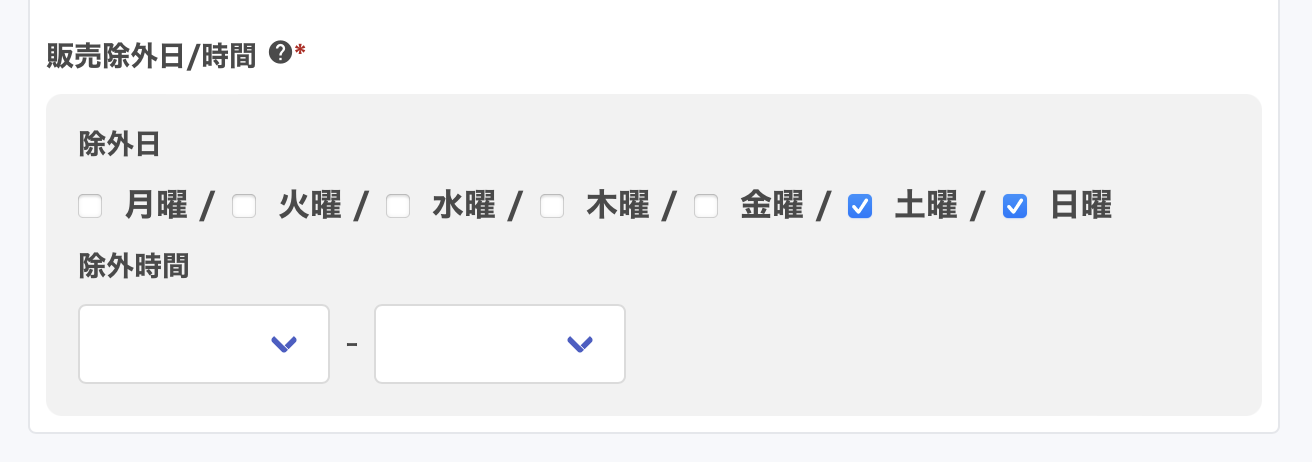 販売除外日/時間 ?*
除外日
月曜 / 火曜 / 水曜 / 木曜 / 金曜 / 土曜 / 日曜
除外時間
-